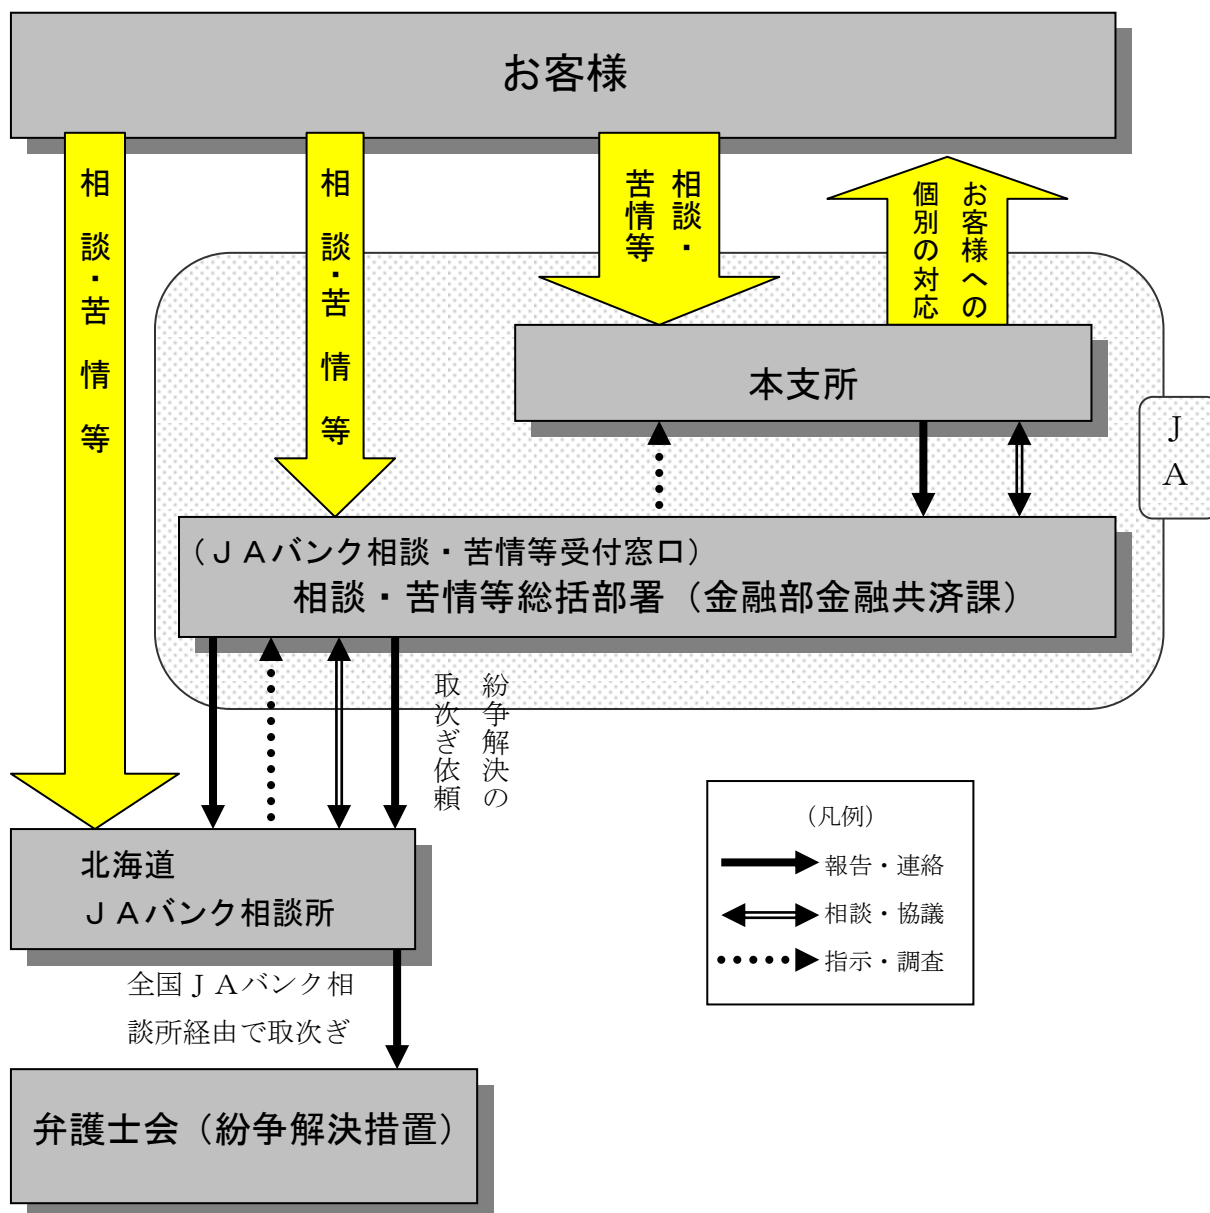 お客様
相談・苦情等
相談・苦情等
相談・
苦情等
お客様への
個別の対応
本支所
ＪＡ
（ＪＡバンク相談・苦情等受付窓口）
相談・苦情等総括部署（金融部金融共済課）
紛争解決の
取次ぎ依頼
（凡例）
報告・連絡
相談・協議
指示・調査
北海道
ＪＡバンク相談所
全国ＪＡバンク相
談所経由で取次ぎ
弁護士会（紛争解決措置）